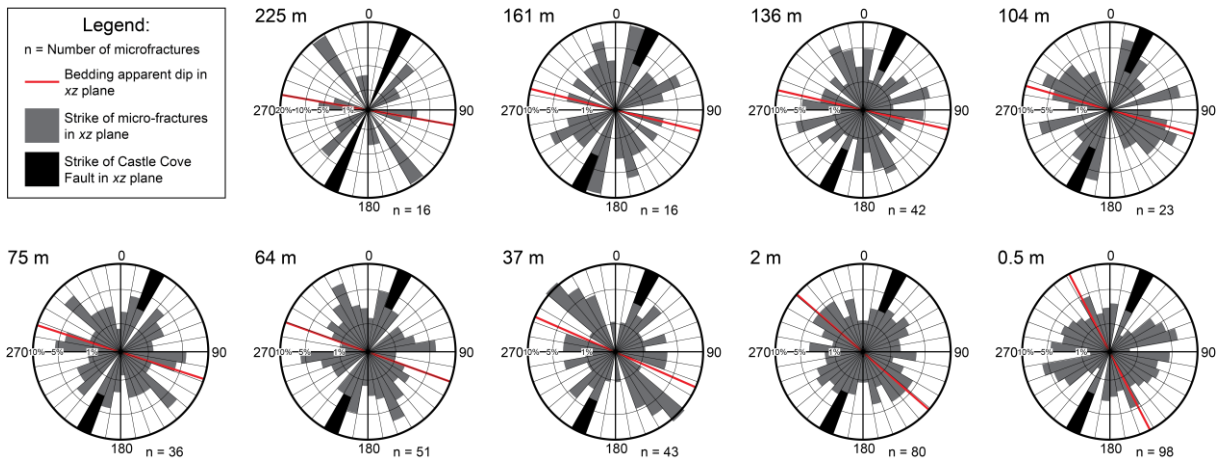 Legend:
n = Number of microfractures
Bedding apparent dip in
xz plane
Strike of micro-fractures
in xz plane
Strike of Castle Cove
Fault in xz plane
225 m
0
270
20%
10%
5%
1%
90
180
n = 16
161 m
0
270
10%
5%
1%
90
180
n = 16
136 m
0
270
10%
5%
1%
90
180
n = 42
104 m
0
270
10%
5%
1%
90
180
n = 23
75 m
0
270
10%
5%
1%
90
180
n = 36
64 m
0
270
10%
5%
1%
90
180
n = 51
37 m
0
270
10%
5%
1%
90
180
n = 43
2 m
0
270
10%
5%
1%
90
180
n = 80
0.5 m
0
270
10%
5%
1%
90
180
n = 98